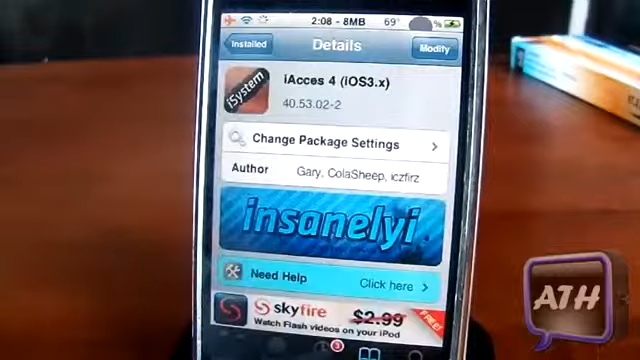 2:08 - 8MB 69° %
Installed Details Modify
iSystem
iAcces 4 (iOS3.x)
40.53.02-2
Change Package Settings
Author Gary, ColaSheep, iczfirz
insanelyi
Need Help Click here
skyfire $2.99 FREE!
Watch Flash videos on your iPod
3
ATH